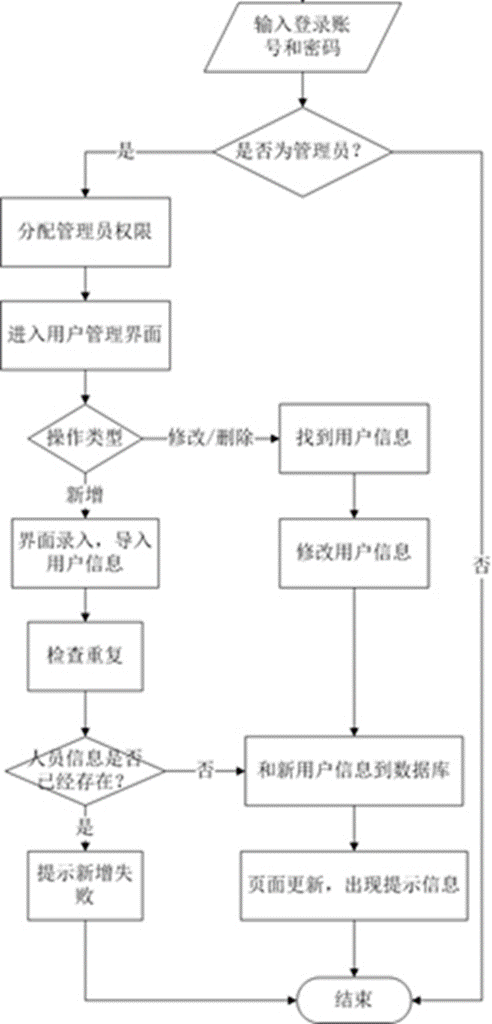 输入登录账
号和密码
是否为管理员？
是
分配管理员权限
进入用户管理界面
操作类型
修改/删除
找到用户信息
新增
界面录入，导入
用户信息
修改用户信息
否
检查重复
人员信息是否
已经存在？
否
和新用户信息到数据库
是
提示新增失
败
页面更新，出现提示信息
结束